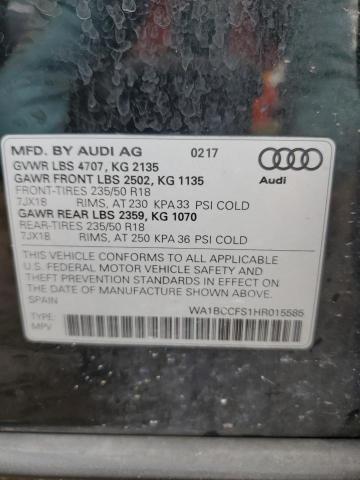 MFD. BY AUDI AG 0217
GVWR LBS 4707, KG 2135
GAWR FRONT LBS 2502, KG 1135
Audi
FRONT-TIRES 235/50 R18
7JX18 RIMS, AT 230 KPA 33 PSI COLD
GAWR REAR LBS 2359, KG 1070
REAR-TIRES 235/50 R18
7JX18 RIMS, AT 250 KPA 36 PSI COLD
THIS VEHICLE CONFORMS TO ALL APPLICABLE
U.S. FEDERAL MOTOR VEHICLE SAFETY
THEFT PREVENTION STANDARDS IN EFFECT ON
THE DATE OF MANUFACTURE SHOWN ABOVE.
SPAIN
WA1BCCFS1HR015585
TYPE:
MPV